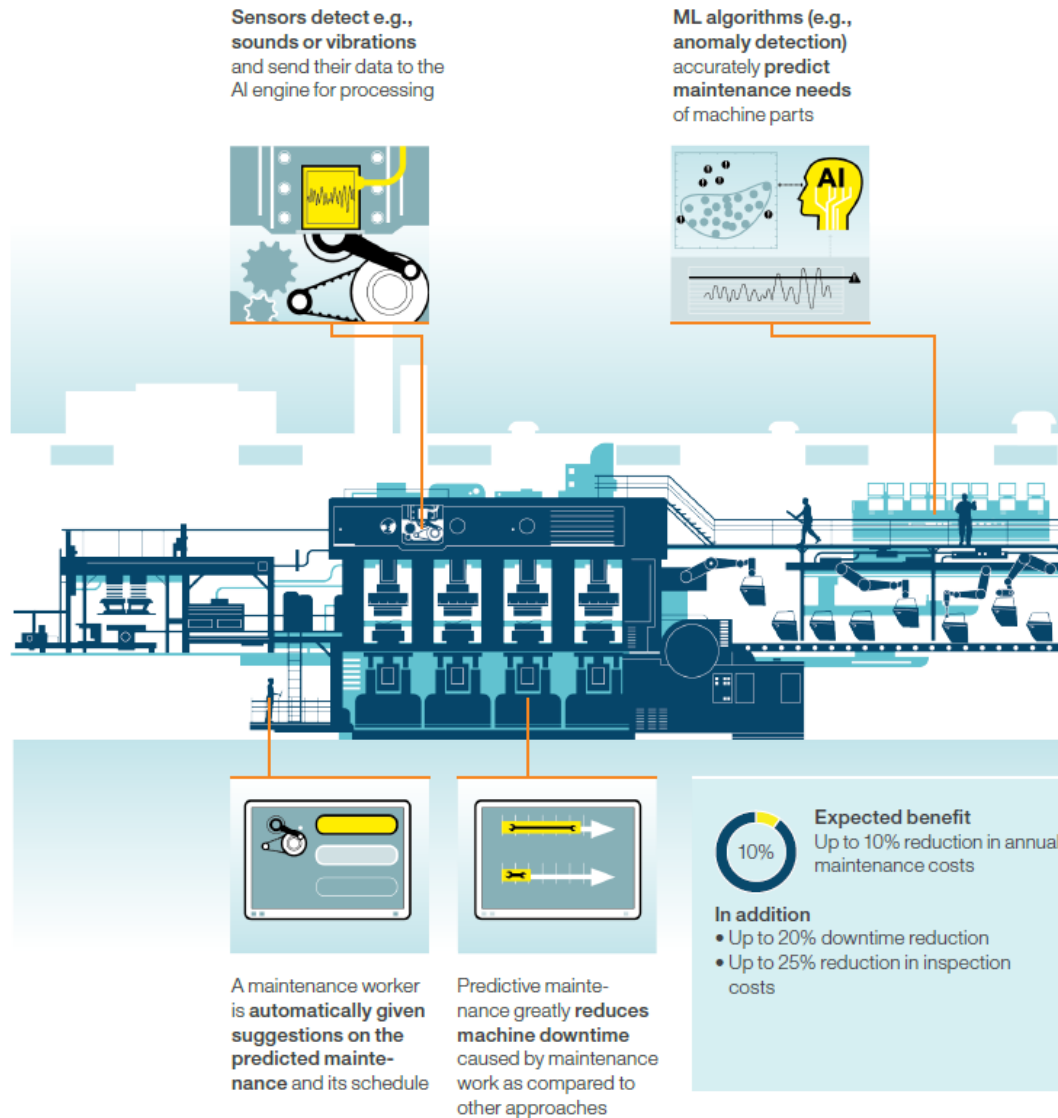 Sensors detect e.g.,
sounds or vibrations
and send their data to the
AI engine for processing
ML algorithms (e.g.,
anomaly detection)
accurately predict
maintenance needs
of machine parts
AI
A maintenance worker
is automatically given
suggestions on the
predicted mainte-
nance and its schedule
Predictive mainte-
nance greatly reduces
machine downtime
caused by maintenance
work as compared to
other approaches
10%
Expected benefit
Up to 10% reduction in annual
maintenance costs
In addition
• Up to 20% downtime reduction
• Up to 25% reduction in inspection
costs